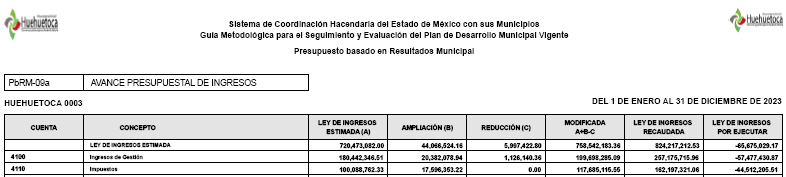 Huehuetoca
Huehuetoca
Sistema de Coordinación Hacendaria del Estado de México con sus Municipios
Guía Metodológica para el Seguimiento y Evaluación del Plan de Desarrollo Municipal Vigente
Presupuesto basado en Resultados Municipal
PbRM-09a AVANCE PRESUPUESTAL DE INGRESOS
HUEHUETOCA 0003 DEL 1 DE ENERO AL 31 DE DICIEMBRE DE 2023
CUENTA CONCEPTO LEY DE INGRESOS ESTIMADA (A) AMPLIACIÓN (B) REDUCCIÓN (C) MODIFICADA A+B-C LEY DE INGRESOS RECAUDADA LEY DE INGRESOS POR EJECUTAR
LEY DE INGRESOS ESTIMADA 720,473,082.00 44,066,524.16 5,997,422.80 758,542,183.36 824,217,212.53 -65,675,029.17
4100 Ingresos de Gestión 180,442,346.51 20,382,078.94 1,126,140.36 199,698,285.09 257,175,715.96 -57,477,430.87
4110 Impuestos 100,088,762.33 17,596,353.22 0.00 117,685,115.55 162,197,321.06 -44,512,205.51